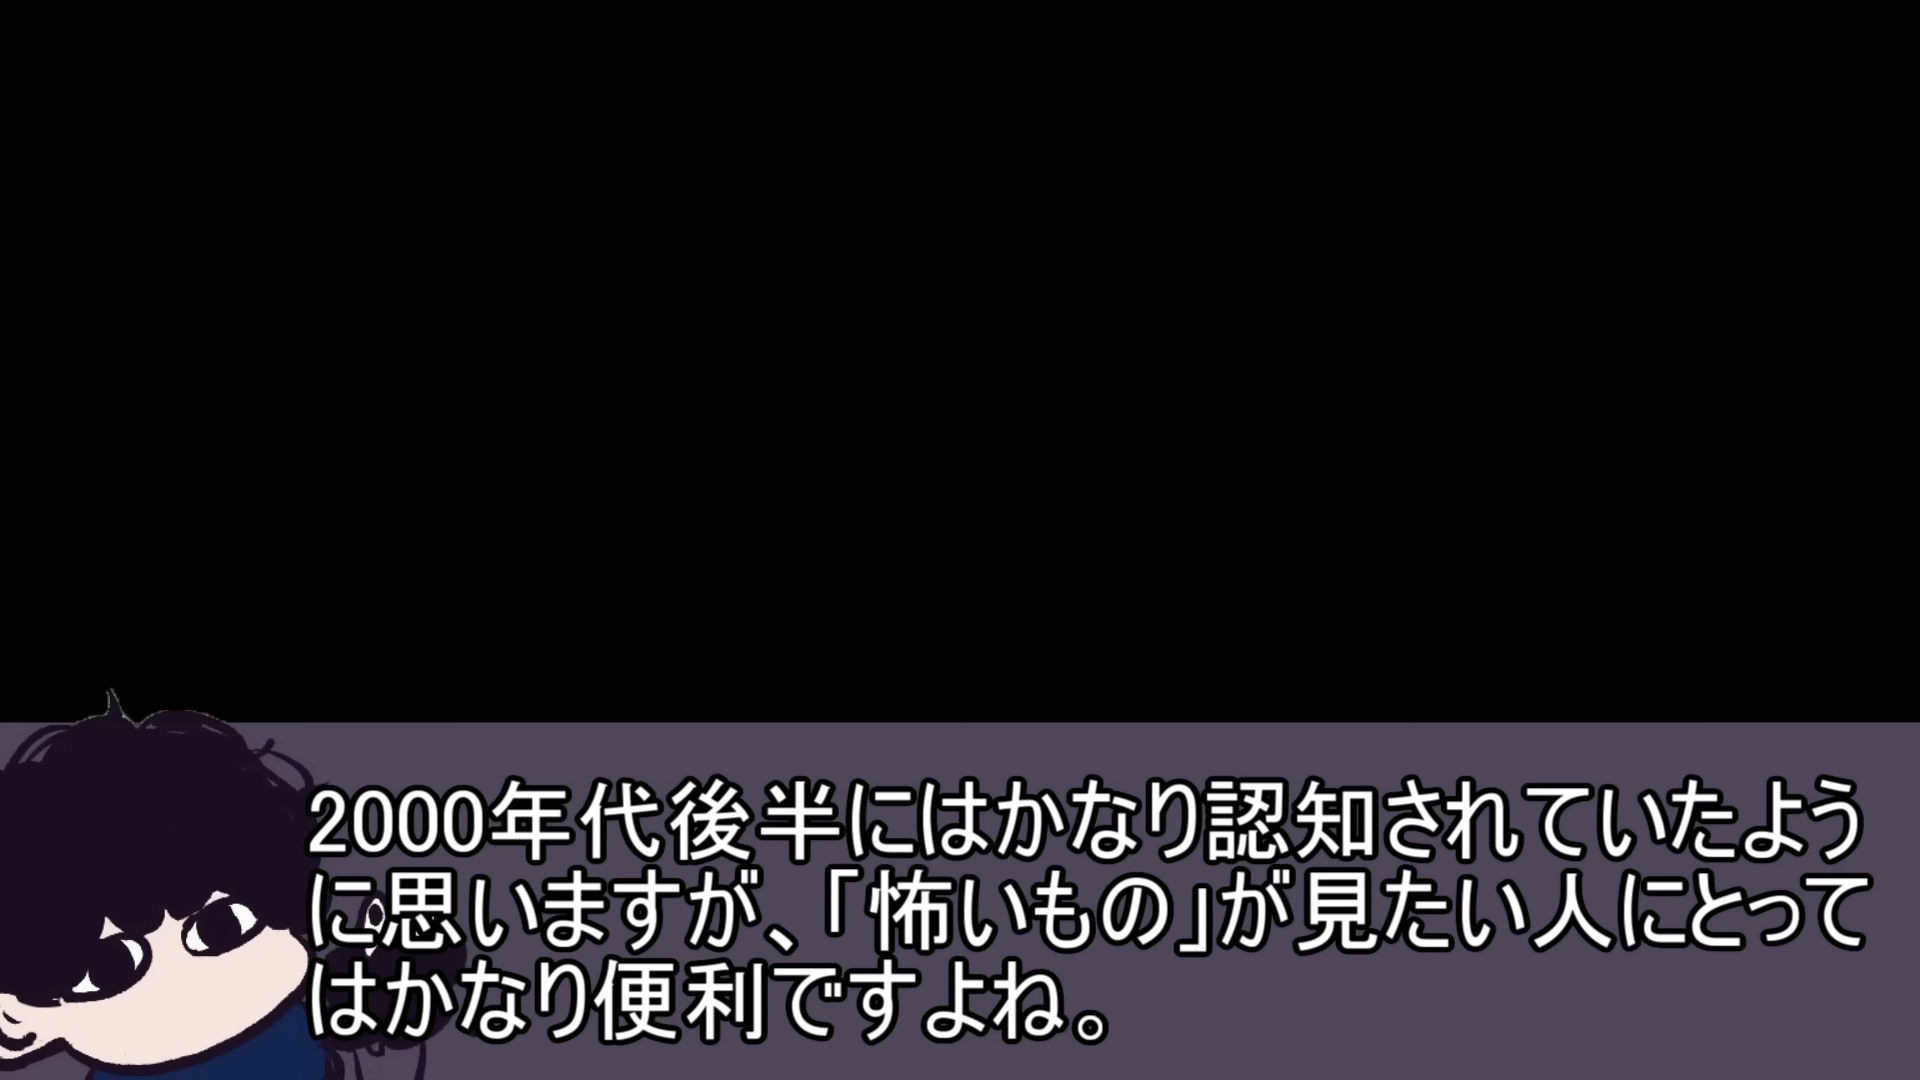 2000年代後半にはかなり認知されていたよう
に思いますが、「怖いもの」が見たい人にとって
はかなり便利ですよね。